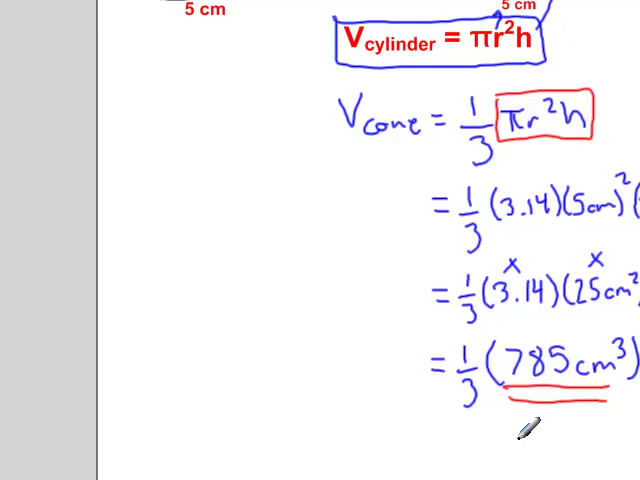 5 cm
5 cm
Vcylinder = πr²h
Vcone = 1/3 πr²h
= 1/3 (3.14)(5cm)² (
x x
= 1/3 (3.14)(25cm²
= 1/3 (785cm³)